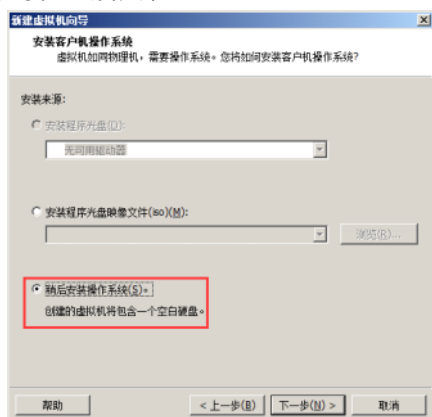 新建虚拟机向导
安装客户机操作系统
虚拟机如同物理机，需要操作系统。您将如何安装客户机操作系统?
安装来源:
安装程序光盘(D):
无可用驱动器
安装程序光盘映像文件(iso)(M):
浏览(R)...
稍后安装操作系统(S)。
创建的虚拟机将包含一个空白硬盘。
帮助
< 上一步(B)
下一步(N) >
取消